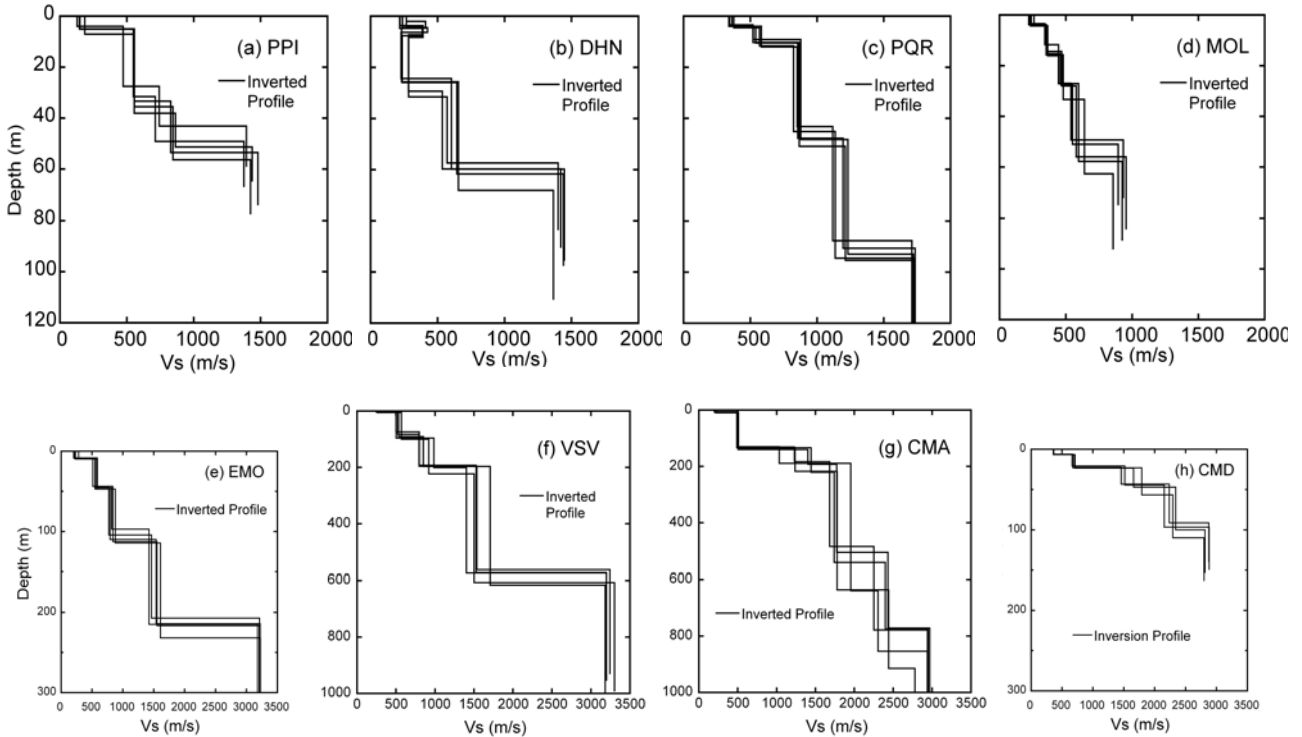 0
20
40
60
80
100
120
Depth (m)
(a) PPI
Inverted
Profile
0 500 1000 1500 2000
Vs (m/s)
(b) DHN
Inverted
Profile
0 500 1000 1500 2000
Vs (m/s)
(c) PQR
Inverted
Profile
0 500 1000 1500 2000
Vs (m/s)
(d) MOL
Inverted
Profile
0 500 1000 1500 2000
Vs (m/s)
0
100
200
300
Depth (m)
(e) EMO
Inverted Profile
0 500 1000 1500 2000 2500 3000 3500
Vs (m/s)
0
200
400
600
800
1000
(f) VSV
Inverted
Profile
0 500 1000 1500 2000 2500 3000 3500
Vs (m/s)
0
200
400
600
800
1000
(g) CMA
Inverted Profile
0 500 1000 1500 2000 2500 3000 3500
Vs (m/s)
0
50
100
150
200
250
300
Depth (m)
(h) CMD
Inversion Profile
0 500 1000 1500 2000 2500 3000 3500
Vs (m/s)